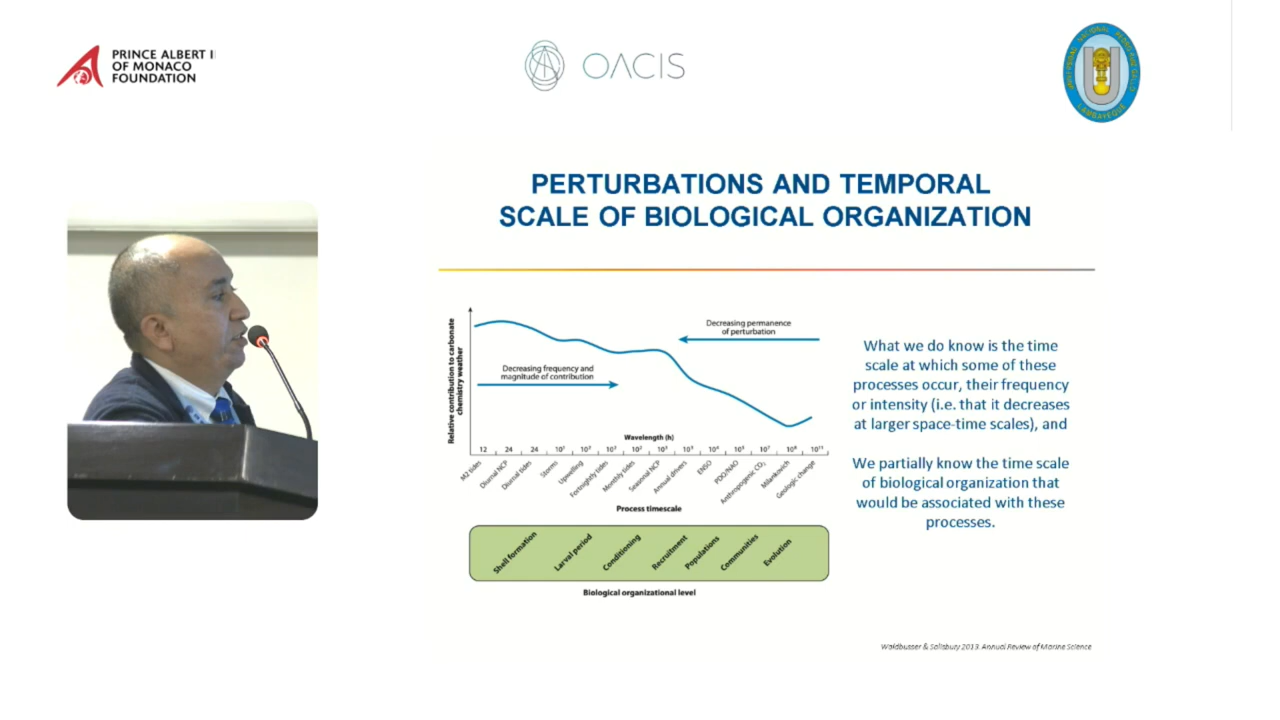 PRINCE ALBERT II
OF MONACO
FOUNDATION
OACIS
LAMBAYEQUE
PERTURBATIONS AND TEMPORAL
SCALE OF BIOLOGICAL ORGANIZATION
Relative contribution to carbonate
chemistry weather
Decreasing permanence
of perturbation
Decreasing frequency and
magnitude of contribution
Wavelength (h)
12 24 24
M2 tides
Diurnal NCP
Diurnal tides
Storms
Upwelling
Fortnightly tides
Monthly tides
Seasonal NCP
Annual drivers
ENSO
PDO/NAO
Anthropogenic CO₂
Milankovich
Geologic change
Process timescale
Shell formation
Larval period
Conditioning
Recruitment
Populations
Communities
Evolution
Biological organizational level
What we do know is the time
scale at which some of these
processes occur, their frequency
or intensity (i.e. that it decreases
at larger space-time scales), and
We partially know the time scale
of biological organization that
would be associated with these
processes.
Waldbusser & Salisbury 2013. Annual Review of Marine Science